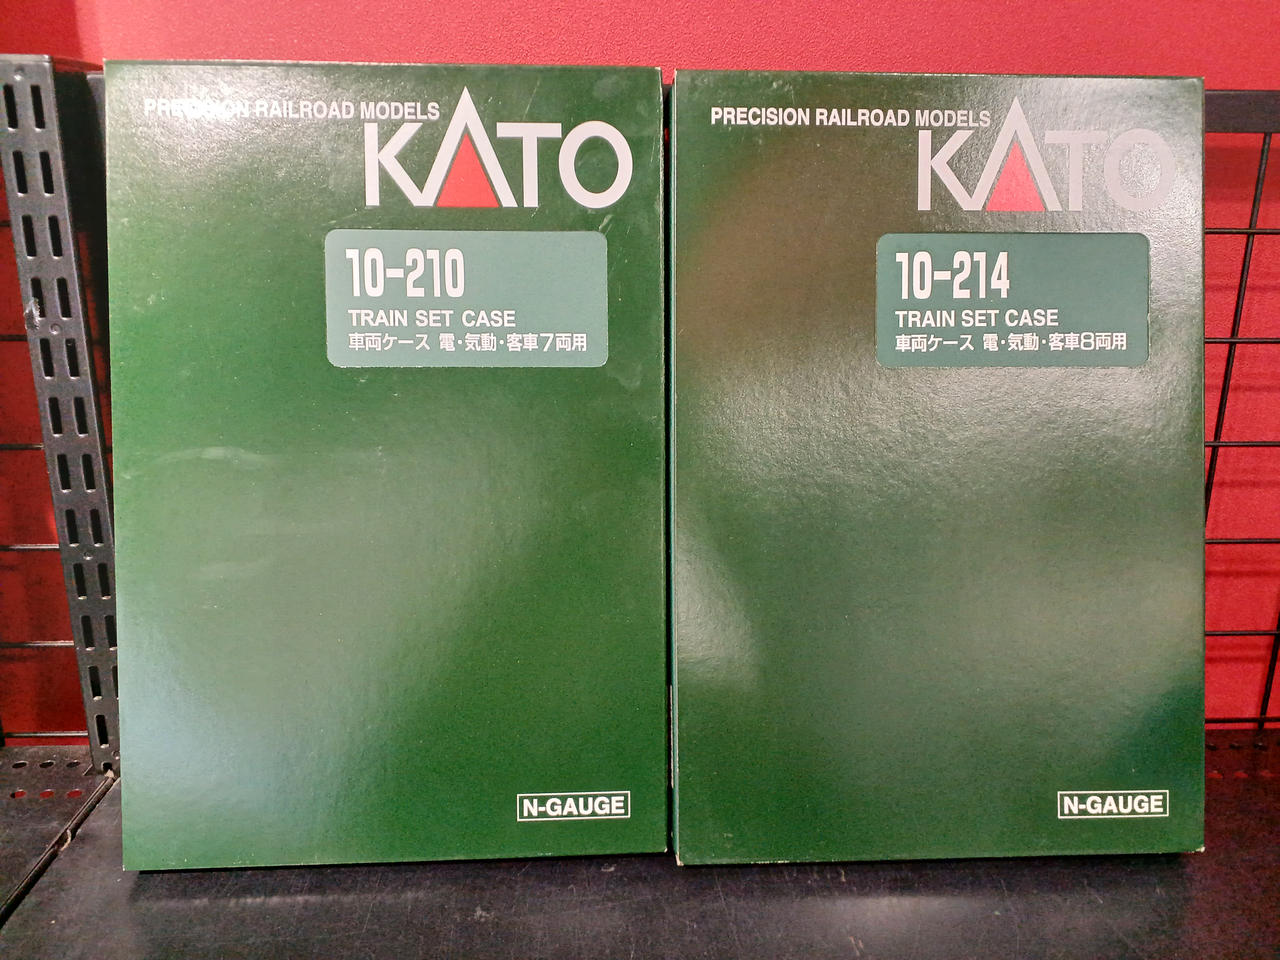 PRECISION RAILROAD MODELS
KATO
10-210
TRAIN SET CASE
車両ケース 電・気動・客車7両用
N-GAUGE
PRECISION RAILROAD MODELS
KATO
10-214
TRAIN SET CASE
車両ケース 電・気動・客車8両用
N-GAUGE